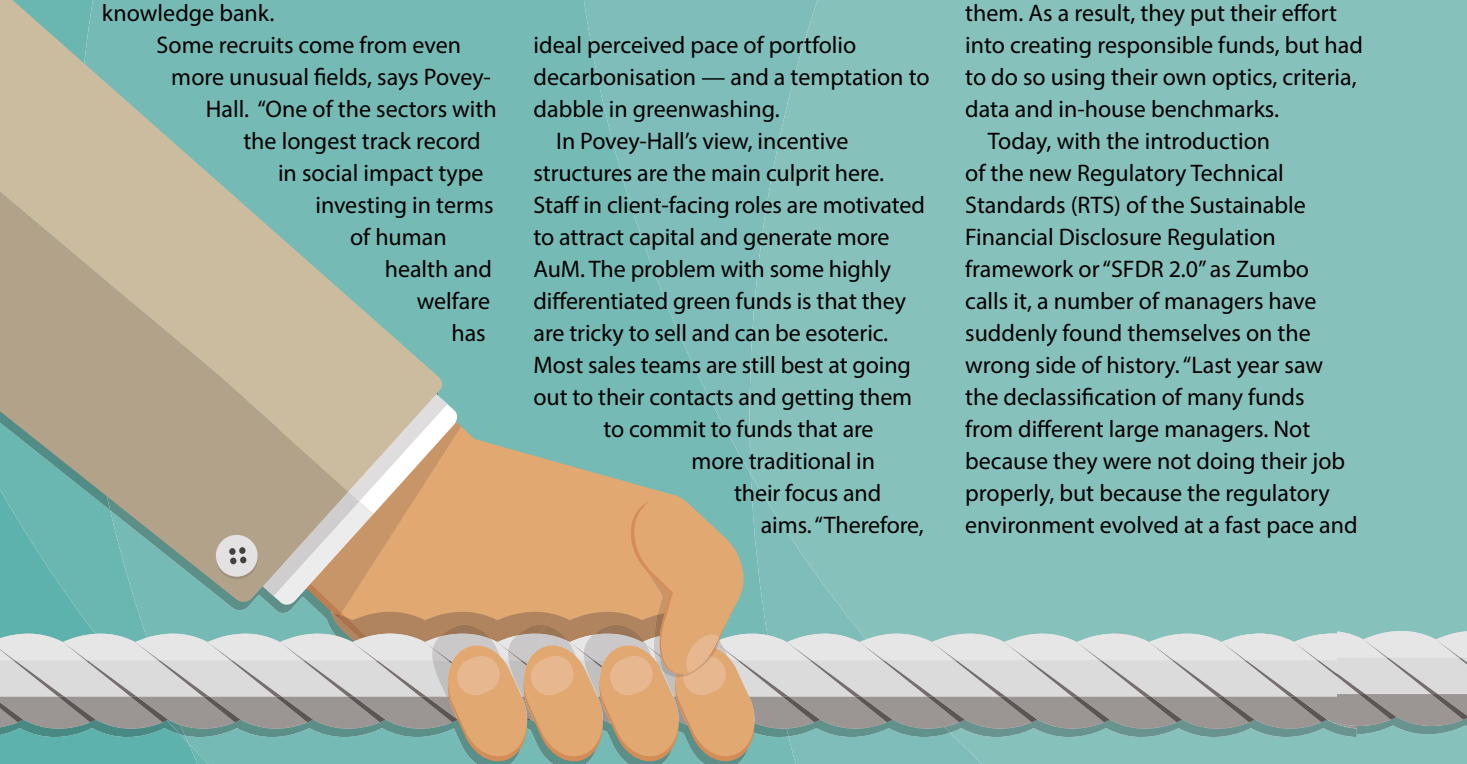 knowledge bank.
Some recruits come from even
more unusual fields, says Povey-
Hall. “One of the sectors with
the longest track record
in social impact type
investing in terms
of human
health and
welfare
has
ideal perceived pace of portfolio
decarbonisation — and a temptation to
dabble in greenwashing.
In Povey-Hall’s view, incentive
structures are the main culprit here.
Staff in client-facing roles are motivated
to attract capital and generate more
AuM. The problem with some highly
differentiated green funds is that they
are tricky to sell and can be esoteric.
Most sales teams are still best at going
out to their contacts and getting them
to commit to funds that are
more traditional in
their focus and
aims. “Therefore,
them. As a result, they put their effort
into creating responsible funds, but had
to do so using their own optics, criteria,
data and in-house benchmarks.
Today, with the introduction
of the new Regulatory Technical
Standards (RTS) of the Sustainable
Financial Disclosure Regulation
framework or “SFDR 2.0” as Zumbo
calls it, a number of managers have
suddenly found themselves on the
wrong side of history. “Last year saw
the declassification of many funds
from different large managers. Not
because they were not doing their job
properly, but because the regulatory
environment evolved at a fast pace and